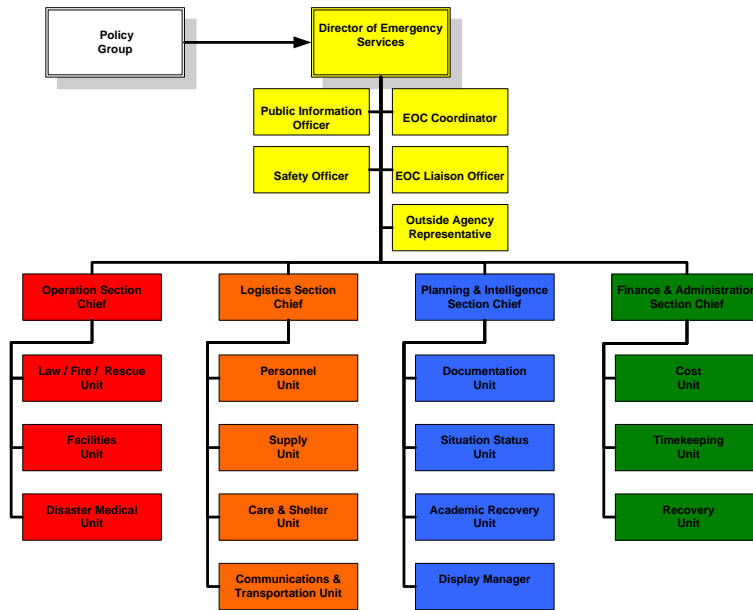 Policy
Group
Director of Emergency
Services
Public Information
Officer
EOC Coordinator
Safety Officer
EOC Liaison Officer
Outside Agency
Representative
Operation Section
Chief
Logistics Section
Chief
Planning & Intelligence
Section Chief
Finance & Administration
Section Chief
Law / Fire / Rescue
Unit
Personnel
Unit
Documentation
Unit
Cost
Unit
Facilities
Unit
Supply
Unit
Situation Status
Unit
Timekeeping
Unit
Disaster Medical
Unit
Care & Shelter
Unit
Academic Recovery
Unit
Recovery
Unit
Communications &
Transportation Unit
Display Manager